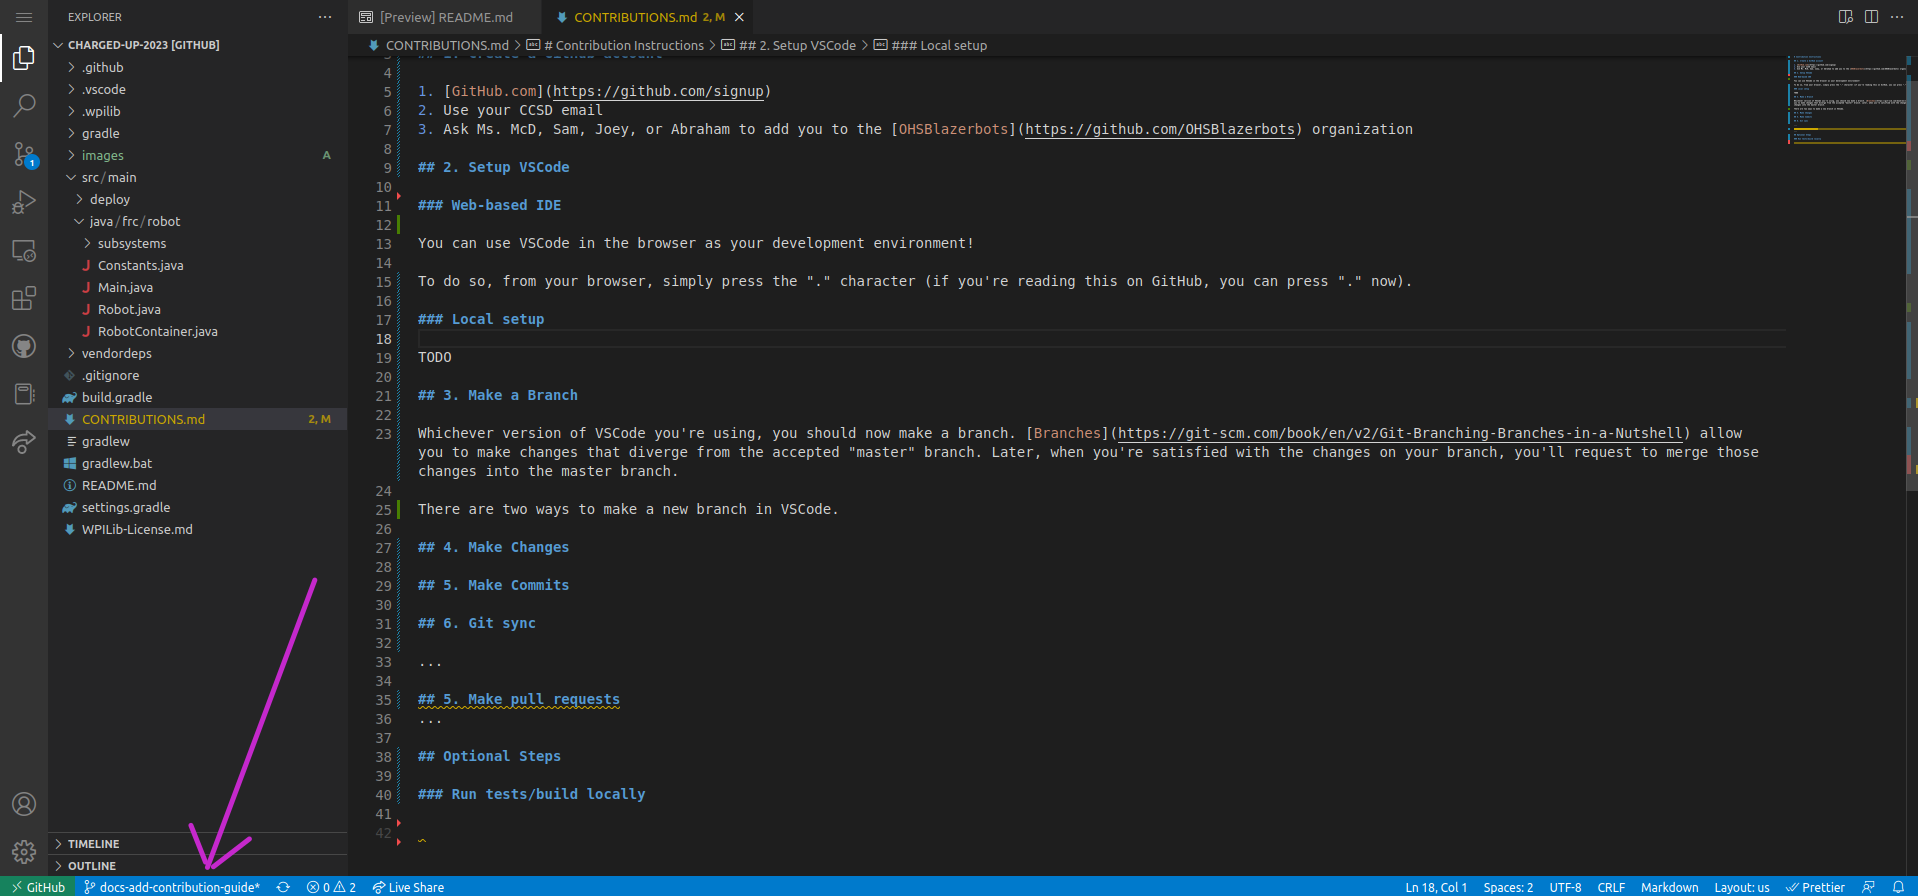 EXPLORER
CHARGED-UP-2023 [GITHUB]
.github
.vscode
.wpilib
gradle
images A
src/main
deploy
java/frc/robot
subsystems
Constants.java
Main.java
Robot.java
RobotContainer.java
vendordeps
.gitignore
build.gradle
CONTRIBUTIONS.md 2, M
gradlew
gradlew.bat
README.md
settings.gradle
WPILib-License.md
TIMELINE
OUTLINE
1
[Preview] README.md
CONTRIBUTIONS.md 2, M
CONTRIBUTIONS.md > # Contribution Instructions > ## 2. Setup VSCode > ### Local setup
4
5 1. [GitHub.com](https://github.com/signup)
6 2. Use your CCSD email
7 3. Ask Ms. McD, Sam, Joey, or Abraham to add you to the [OHSBlazerbots](https://github.com/OHSBlazerbots) organization
8
9 ## 2. Setup VSCode
10
11 ### Web-based IDE
12
13 You can use VSCode in the browser as your development environment!
14
15 To do so, from your browser, simply press the "." character (if you're reading this on GitHub, you can press "." now).
16
17 ### Local setup
18
19 TODO
20
21 ## 3. Make a Branch
22
23 Whichever version of VSCode you're using, you should now make a branch. [Branches](https://git-scm.com/book/en/v2/Git-Branching-Branches-in-a-Nutshell) allow
you to make changes that diverge from the accepted "master" branch. Later, when you're satisfied with the changes on your branch, you'll request to merge those
changes into the master branch.
24
25 There are two ways to make a new branch in VSCode.
26
27 ## 4. Make Changes
28
29 ## 5. Make Commits
30
31 ## 6. Git sync
32
33 ...
34
35 ## 5. Make pull requests
36 ...
37
38 ## Optional Steps
39
40 ### Run tests/build locally
41
42
GitHub docs-add-contribution-guide* 0 2 Live Share Ln 18, Col 1 Spaces: 2 UTF-8 CRLF Markdown Layout: us Prettier